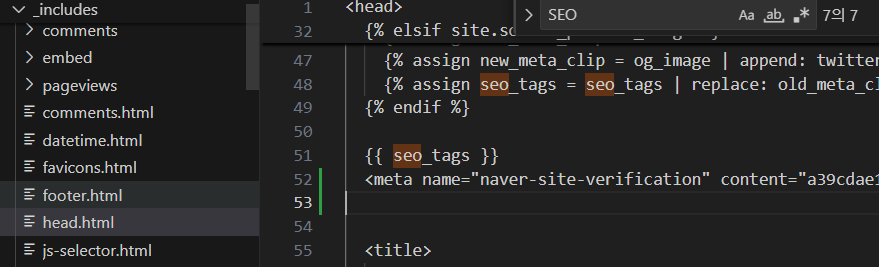 _includes
comments
embed
pageviews
comments.html
datetime.html
favicons.html
footer.html
head.html
js-selector.html
SEO
Aa ab .* 7의 7
1 <head>
32 {% elsif site.so
47 {% assign new_meta_clip = og_image | append: twitter
48 {% assign seo_tags = seo_tags | replace: old_meta_cl
49 {% endif %}
50
51 {{ seo_tags }}
52 <meta name="naver-site-verification" content="a39cdae1
53
54
55 <title>